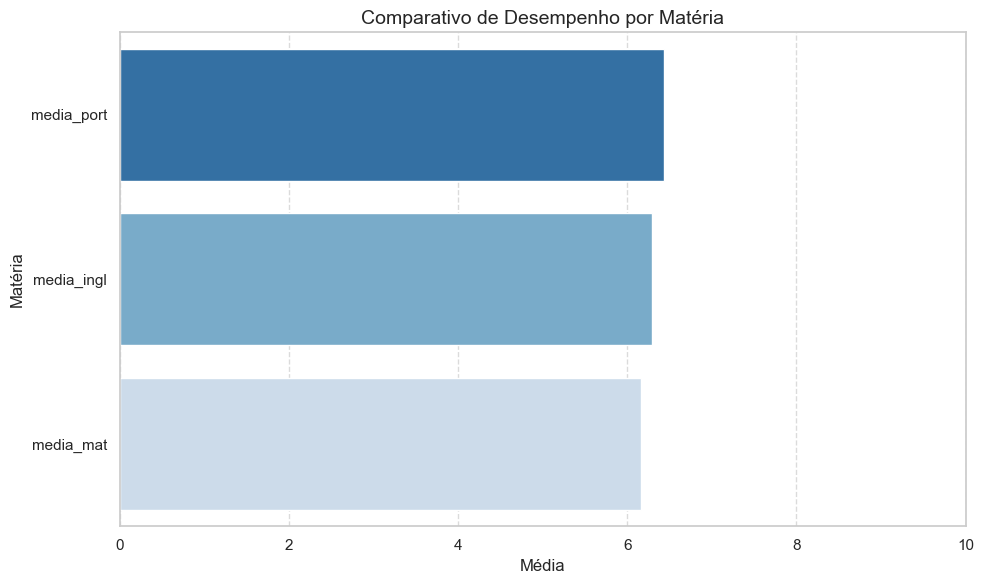 Comparativo de Desempenho por Matéria
media_port
media_ingl
media_mat
Matéria
0 2 4 6 8 10
Média